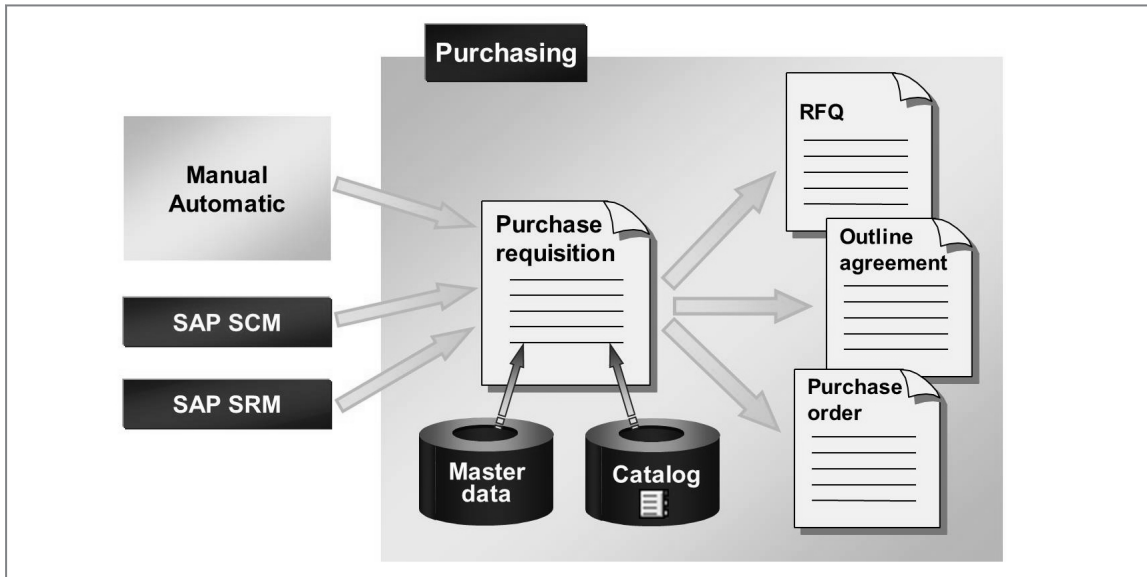 Purchasing
Manual
Automatic
SAP SCM
SAP SRM
Purchase
requisition
Master
data
Catalog
RFQ
Outline
agreement
Purchase
order